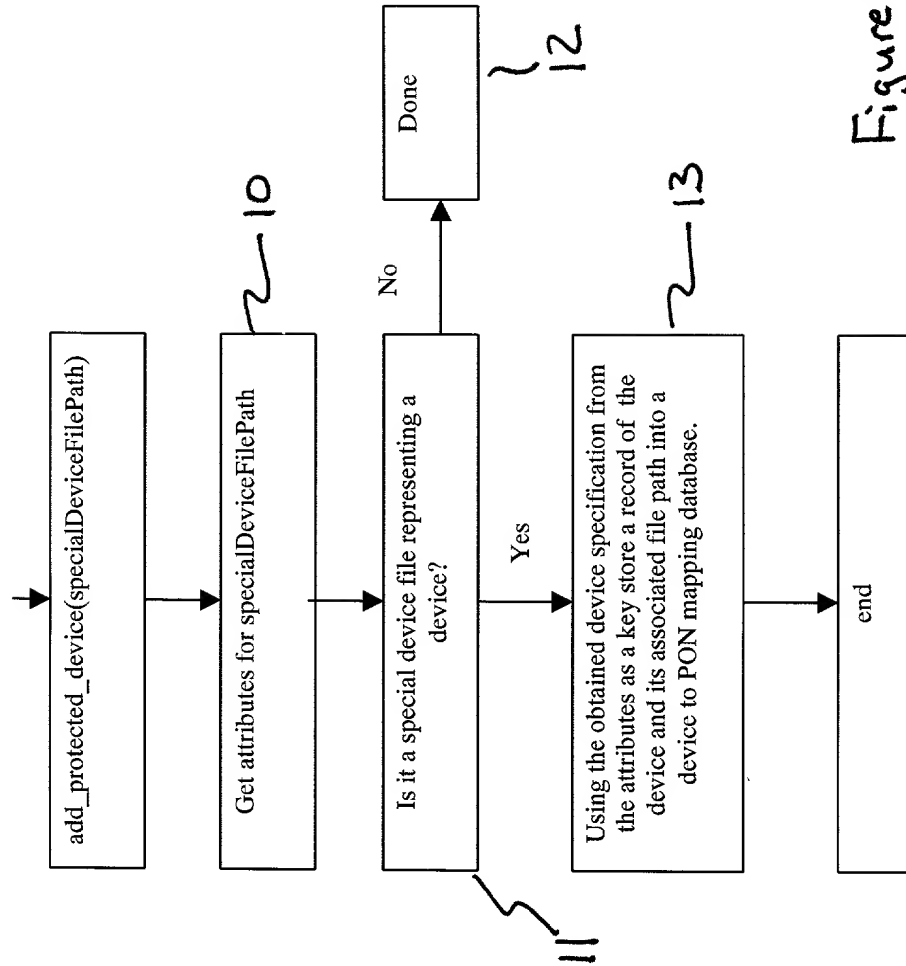 add_protected_device(specialDeviceFilePath)
Get attributes for specialDeviceFilePath
10
Is it a special device file representing a
device?
11
No
Done
12
Yes
Using the obtained device specification from
the attributes as a key store a record of the
device and its associated file path into a
device to PON mapping database.
13
end
Figure